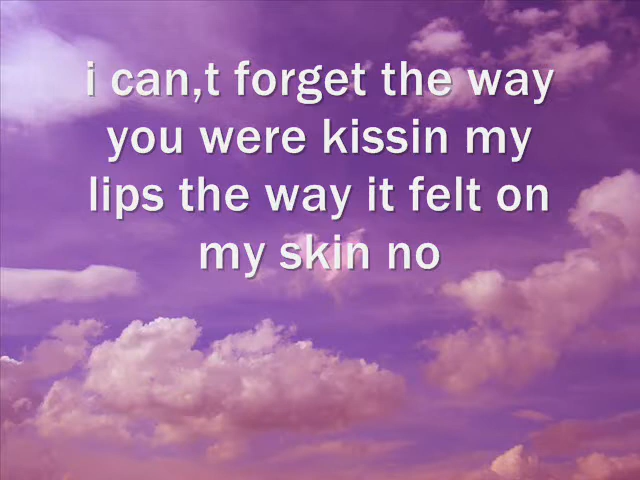 i can,t forget the way
you were kissin my
lips the way it felt on
my skin no